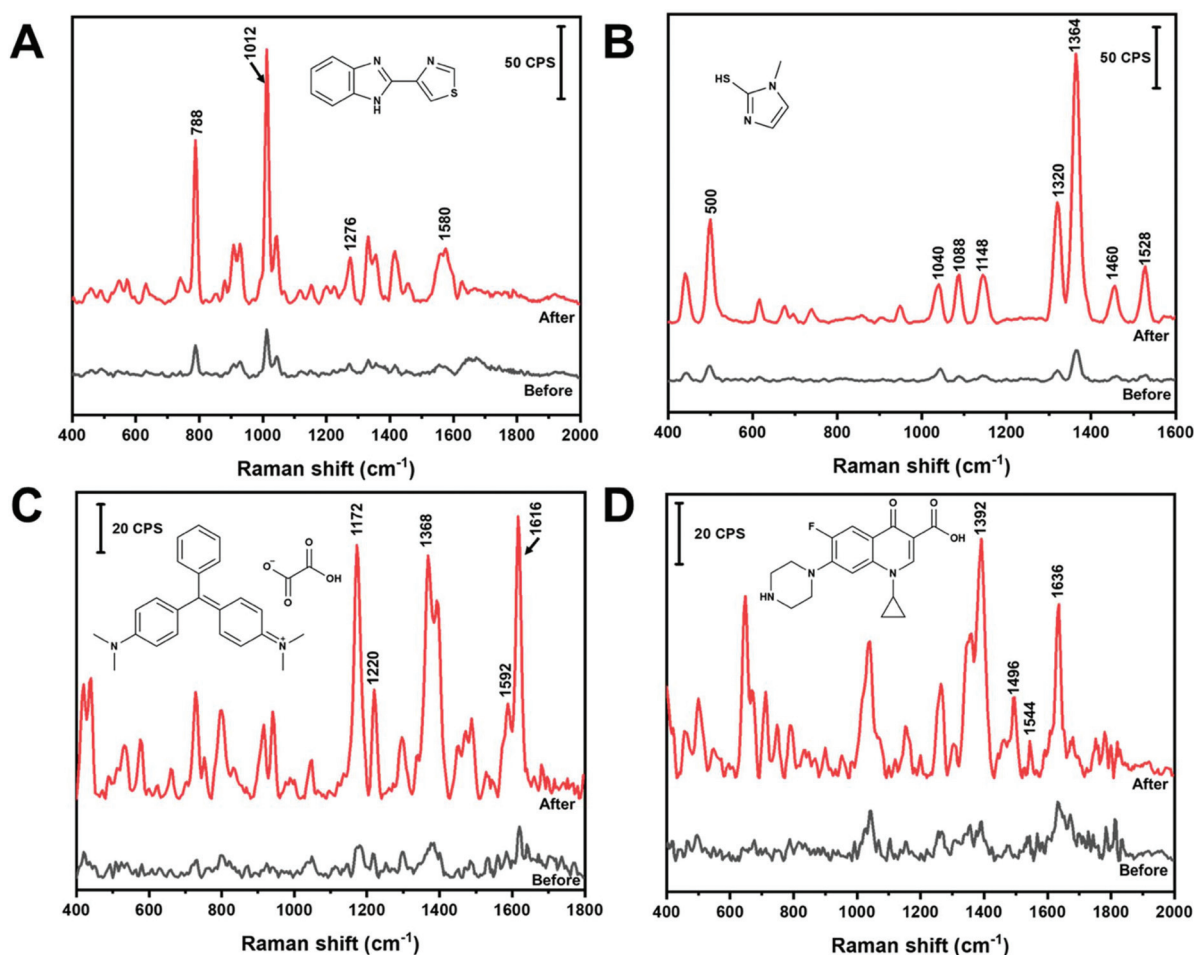 A
50 CPS
1012
788
1276
1580
N
N
S
N
H
After
Before
400 600 800 1000 1200 1400 1600 1800 2000
Raman shift (cm-1)
B
50 CPS
1364
1320
500
1040
1088
1148
1460
1528
HS
N
N
After
Before
400 600 800 1000 1200 1400 1600
Raman shift (cm-1)
C
20 CPS
1172
1368
1616
1220
1592
O
O-
OH
O
N
N+
After
Before
400 600 800 1000 1200 1400 1600 1800
Raman shift (cm-1)
D
20 CPS
1392
1636
1496
1544
O
O
F
OH
N
N
HN
After
Before
400 600 800 1000 1200 1400 1600 1800 2000
Raman shift (cm-1)